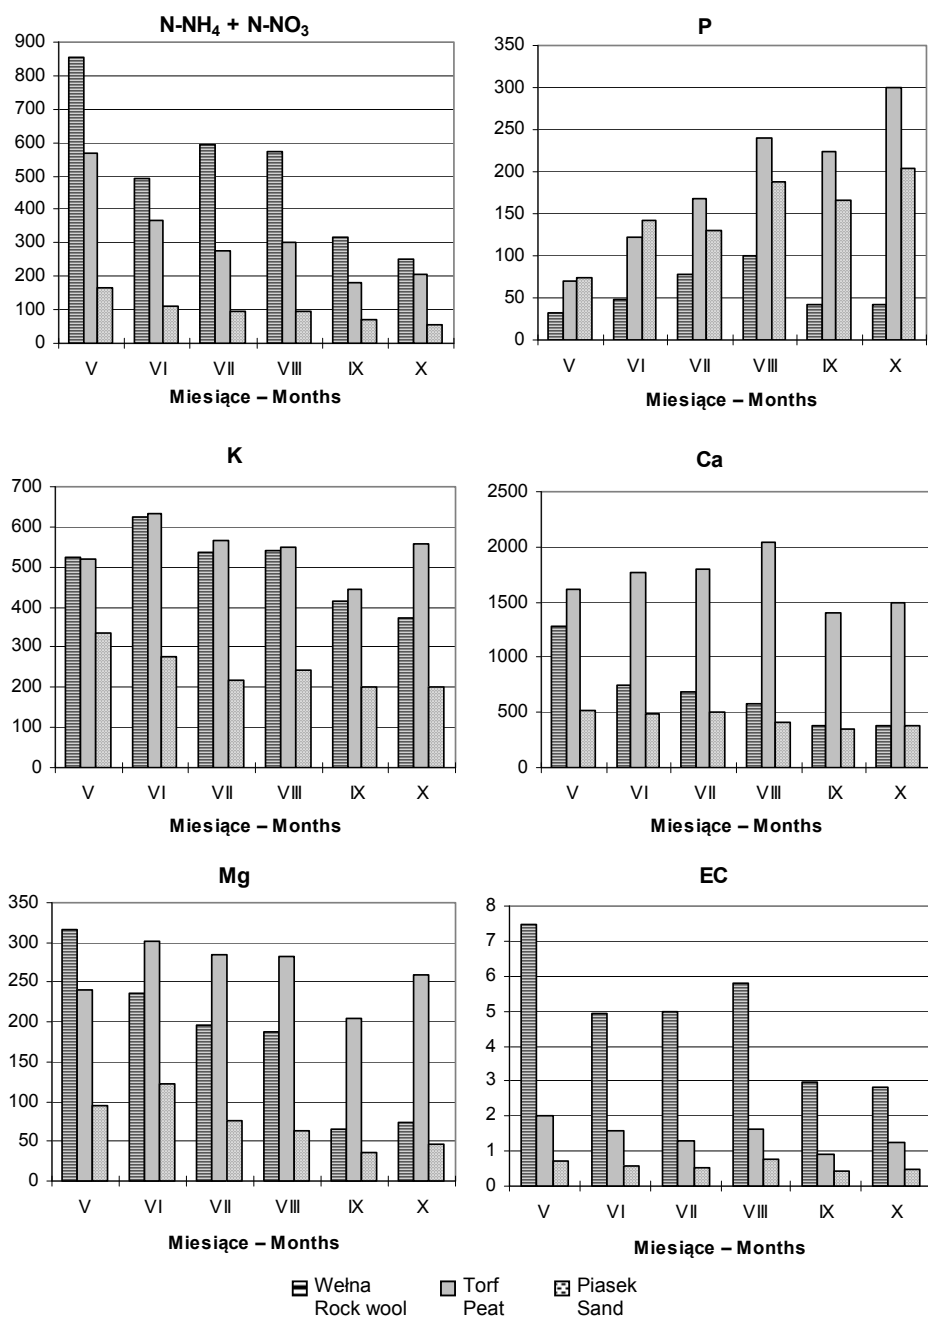 N-NH₄ + N-NO₃
900
800
700
600
500
400
300
200
100
0
V VI VII VIII IX X
Miesiące – Months
P
350
300
250
200
150
100
50
0
V VI VII VIII IX X
Miesiące – Months
K
700
600
500
400
300
200
100
0
V VI VII VIII IX X
Miesiące – Months
Ca
2500
2000
1500
1000
500
0
V VI VII VIII IX X
Miesiące – Months
Mg
350
300
250
200
150
100
50
0
V VI VII VIII IX X
Miesiące – Months
EC
8
7
6
5
4
3
2
1
0
V VI VII VIII IX X
Miesiące – Months
Wełna
Rock wool
Torf
Peat
Piasek
Sand